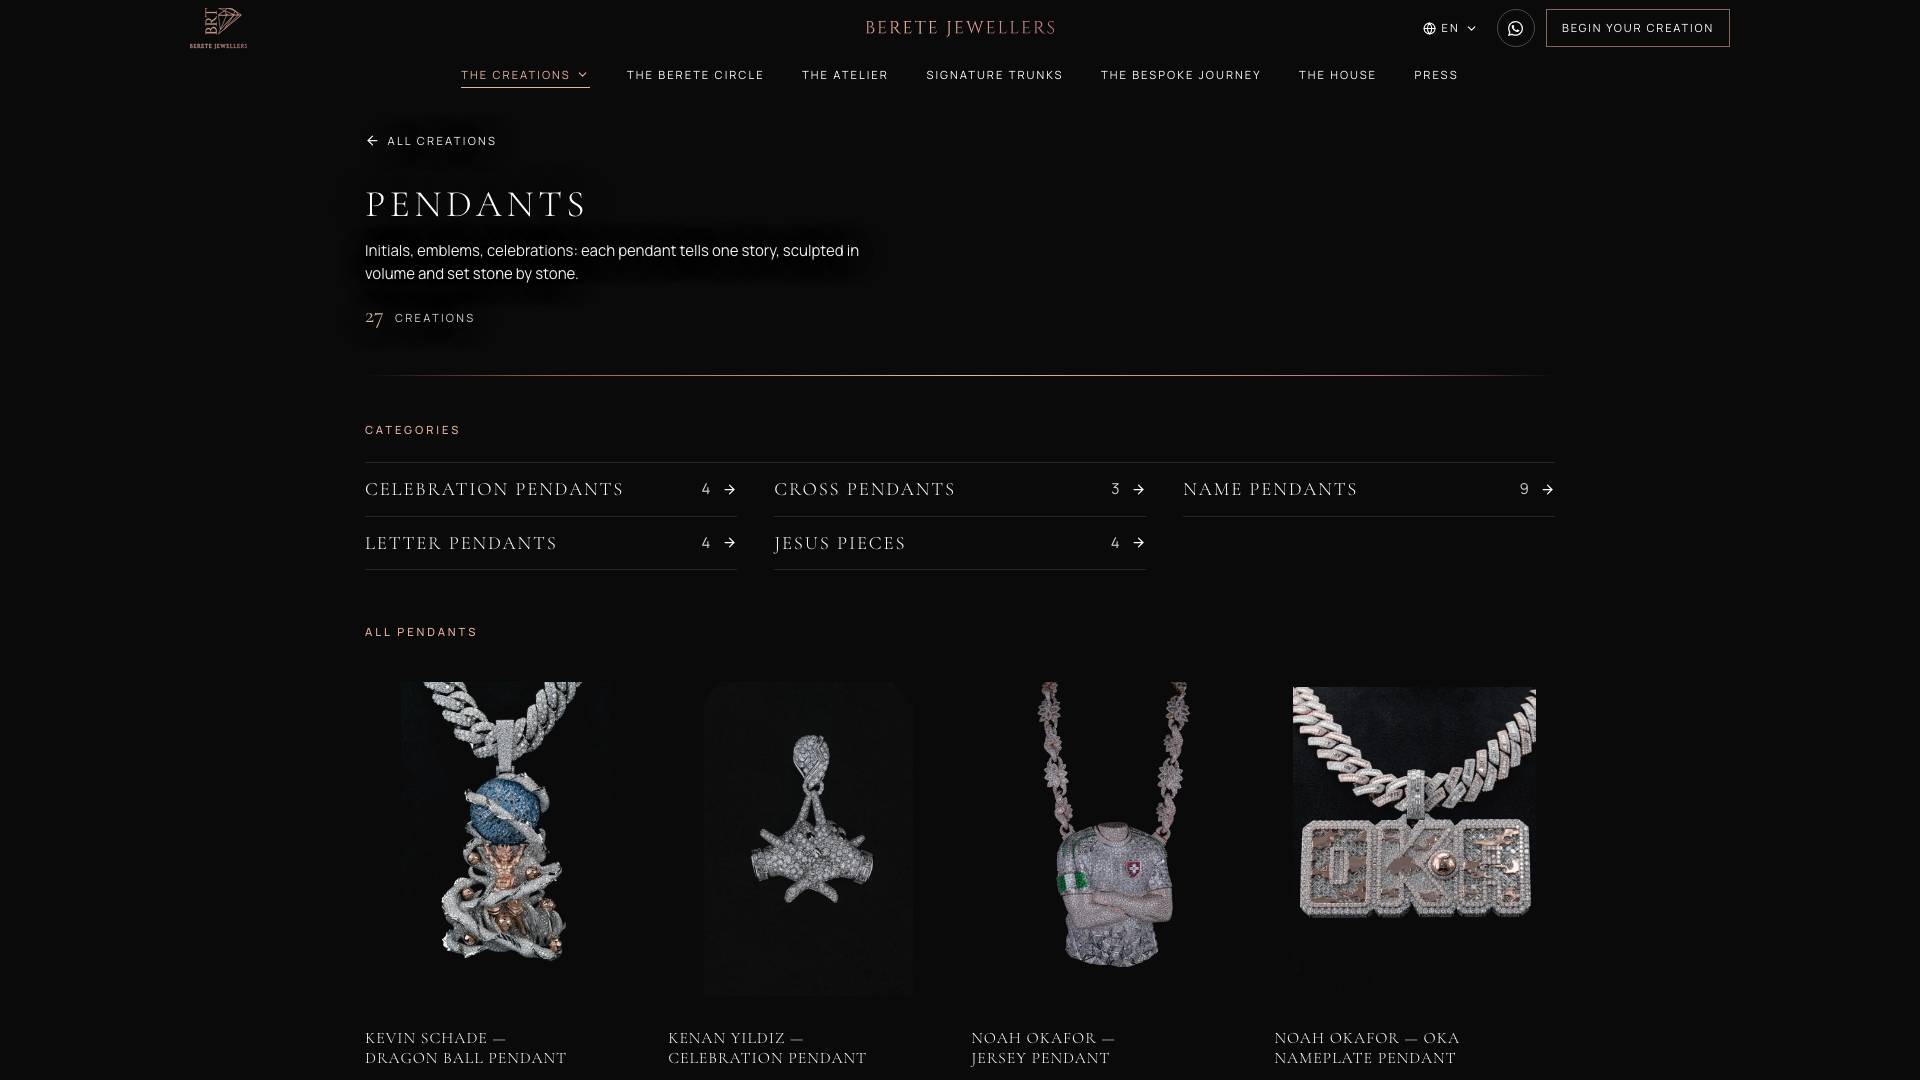 BRT
BERETE JEWELLERS
BERETE JEWELLERS
EN
BEGIN YOUR CREATION
THE CREATIONS
THE BERETE CIRCLE
THE ATELIER
SIGNATURE TRUNKS
THE BESPOKE JOURNEY
THE HOUSE
PRESS
ALL CREATIONS
PENDANTS
Initials, emblems, celebrations: each pendant tells one story, sculpted in
volume and set stone by stone.
27 CREATIONS
CATEGORIES
CELEBRATION PENDANTS 4
CROSS PENDANTS 3
NAME PENDANTS 9
LETTER PENDANTS 4
JESUS PIECES 4
ALL PENDANTS
OKA
KEVIN SCHADE —
DRAGON BALL PENDANT
KENAN YILDIZ —
CELEBRATION PENDANT
NOAH OKAFOR —
JERSEY PENDANT
NOAH OKAFOR — OKA
NAMEPLATE PENDANT